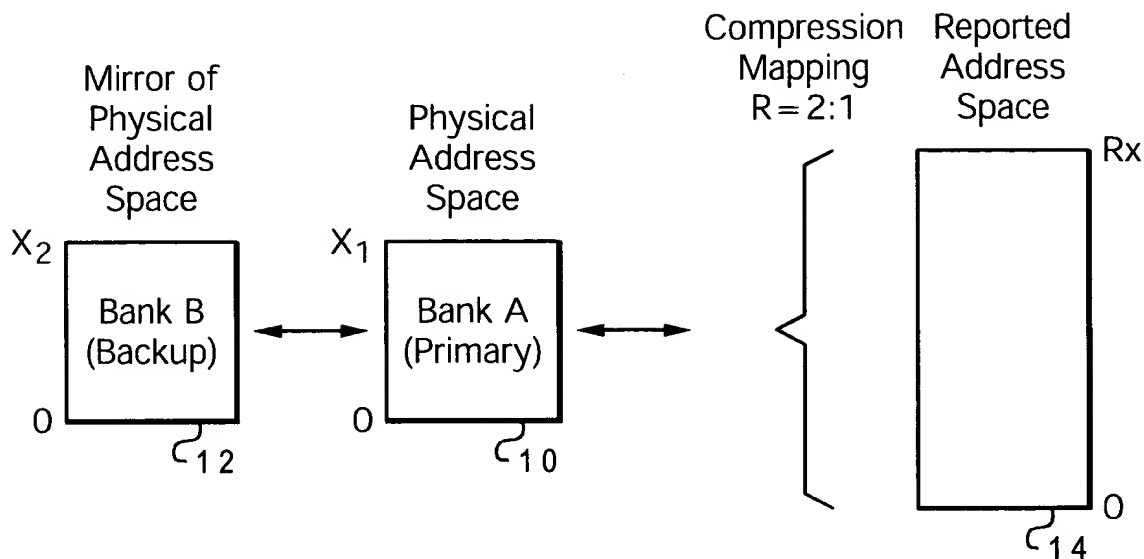 Mirror of
Physical
Address
Space
X2
Bank B
(Backup)
0
12
Physical
Address
Space
X1
Bank A
(Primary)
0
10
Compression
Mapping
R=2:1
Reported
Address
Space
Rx
0
14